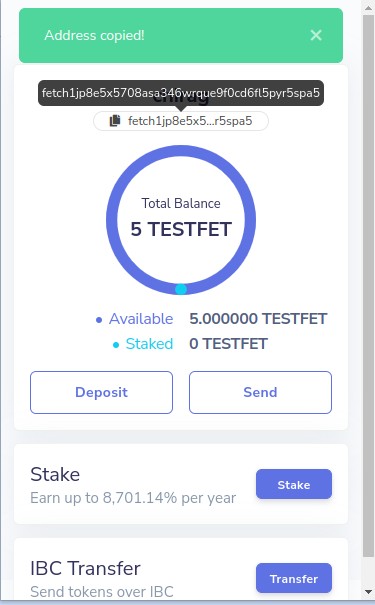 Address copied!
×
fetch1jp8e5x5708asa346wrque9f0cd6fl5pyr5spa5
chirag
fetch1jp8e5x5...r5spa5
Total Balance
5 TESTFET
Available 5.000000 TESTFET
Staked 0 TESTFET
Deposit Send
Stake
Earn up to 8,701.14% per year
Stake
IBC Transfer
Send tokens over IBC
Transfer